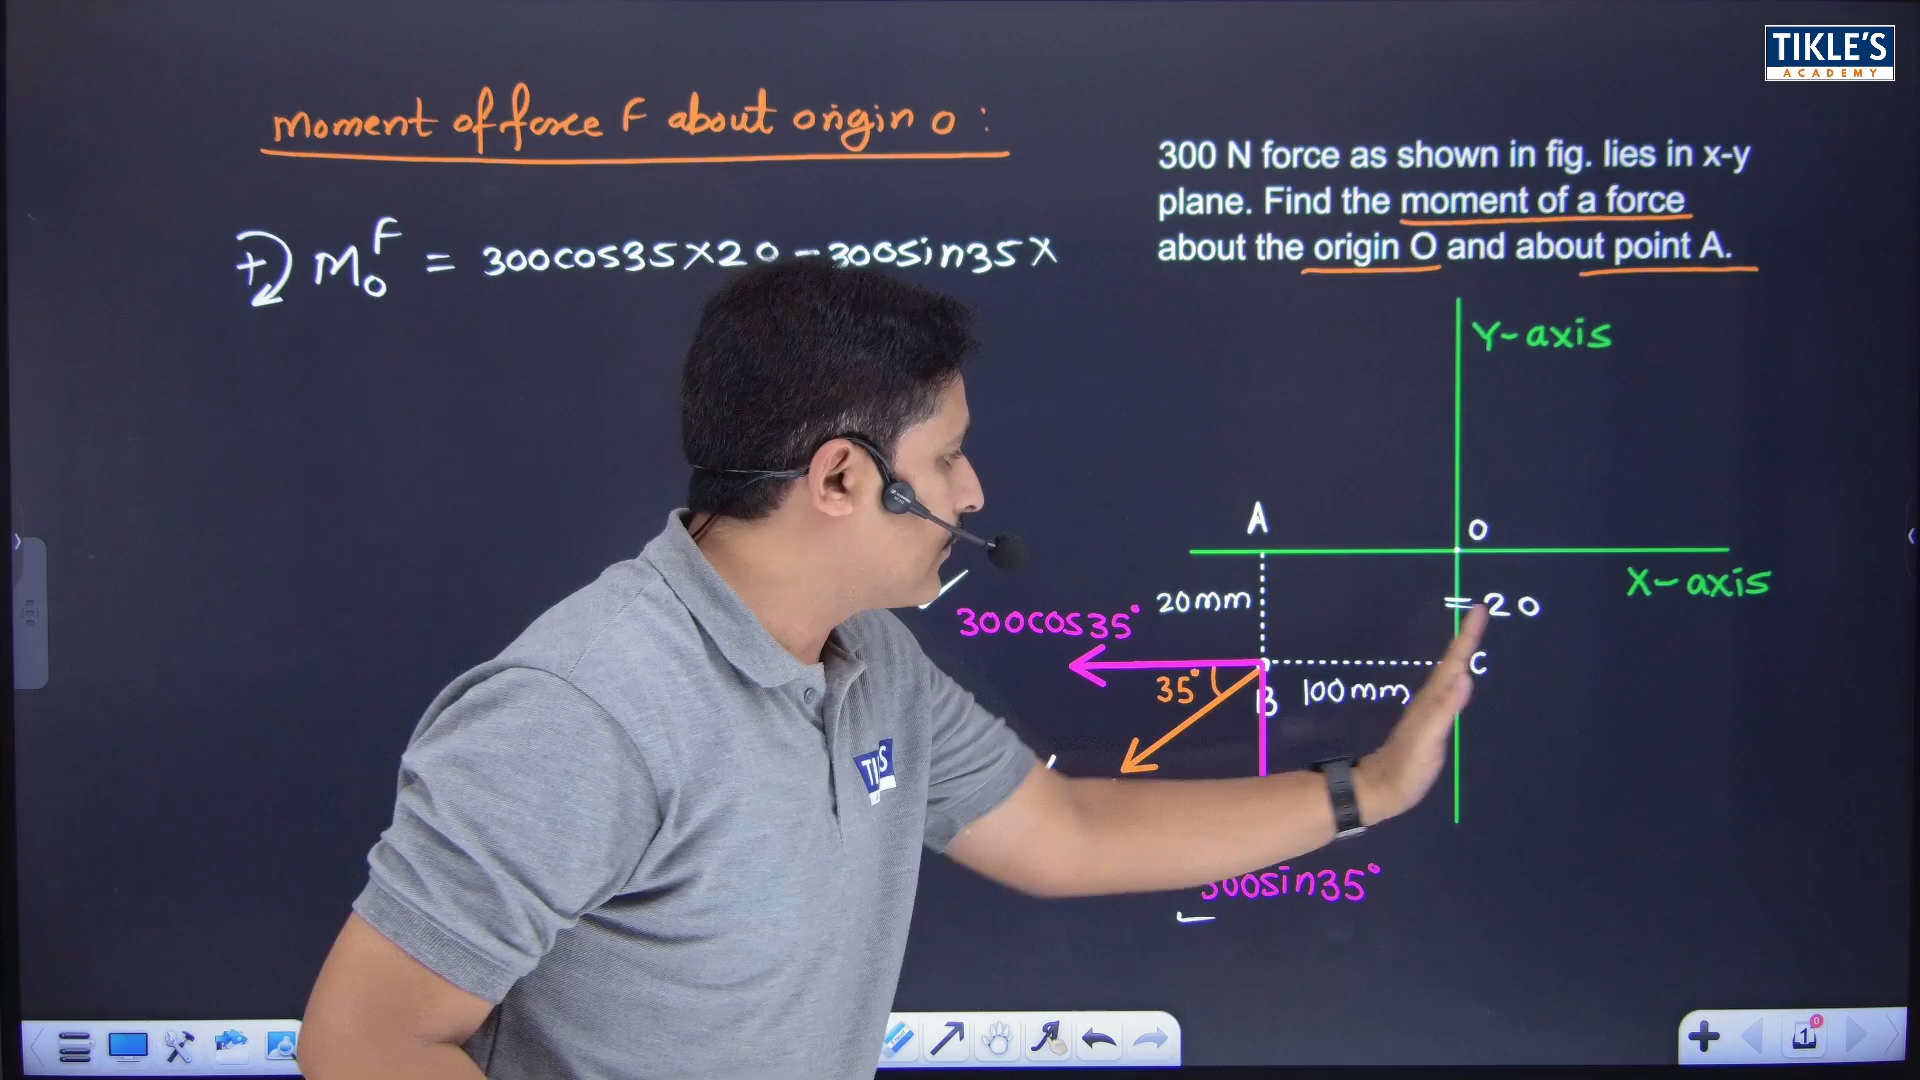 TIKLE'S
ACADEMY
Moment of force F about origin O :
+ M_O^F = 300cos35×20 - 300sin35×
300 N force as shown in fig. lies in x-y
plane. Find the moment of a force
about the origin O and about point A.
Y-axis
A
O
X-axis
20mm
=20
300cos35°
C
35°
B
100mm
300sin35°
1
0